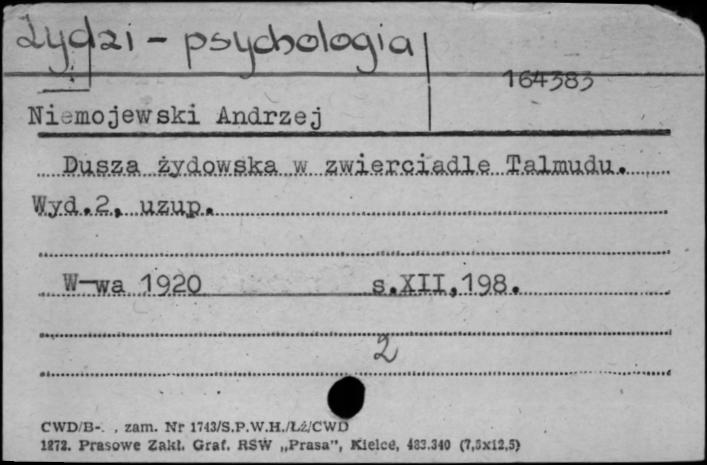 Żydzi - psychologia
164383
Niemojewski Andrzej
Dusza żydowska w zwierciadle Talmudu.
Wyd.2, uzup.
W-wa 1920 s.XII,198.
2
CWD/B-. , zam. Nr 1743/S.P.W.H./Łź/CWD
1272. Prasowe Zakł. Graf. RSW „Prasa", Kielce, 483.340 (7,5x12,5)